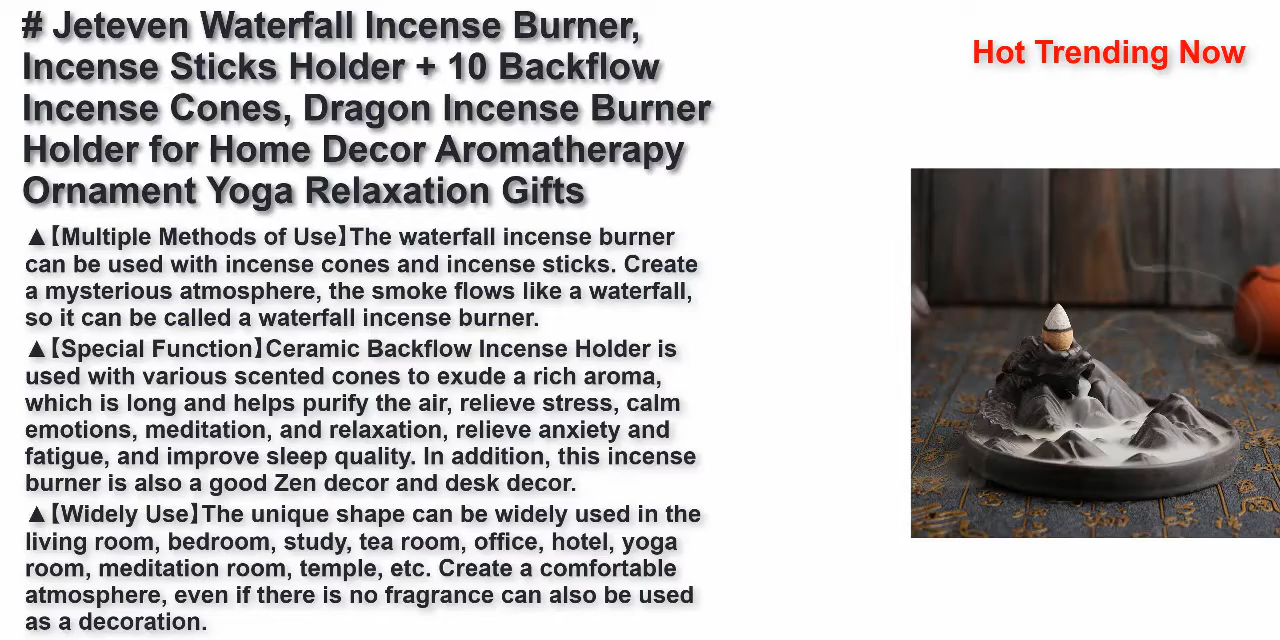 # Jeteven Waterfall Incense Burner,
Incense Sticks Holder + 10 Backflow
Incense Cones, Dragon Incense Burner
Holder for Home Decor Aromatherapy
Ornament Yoga Relaxation Gifts
Hot Trending Now
▲【Multiple Methods of Use】The waterfall incense burner
can be used with incense cones and incense sticks. Create
a mysterious atmosphere, the smoke flows like a waterfall,
so it can be called a waterfall incense burner.
▲【Special Function】Ceramic Backflow Incense Holder is
used with various scented cones to exude a rich aroma,
which is long and helps purify the air, relieve stress, calm
emotions, meditation, and relaxation, relieve anxiety and
fatigue, and improve sleep quality. In addition, this incense
burner is also a good Zen decor and desk decor.
▲【Widely Use】The unique shape can be widely used in the
living room, bedroom, study, tea room, office, hotel, yoga
room, meditation room, temple, etc. Create a comfortable
atmosphere, even if there is no fragrance can also be used
as a decoration.